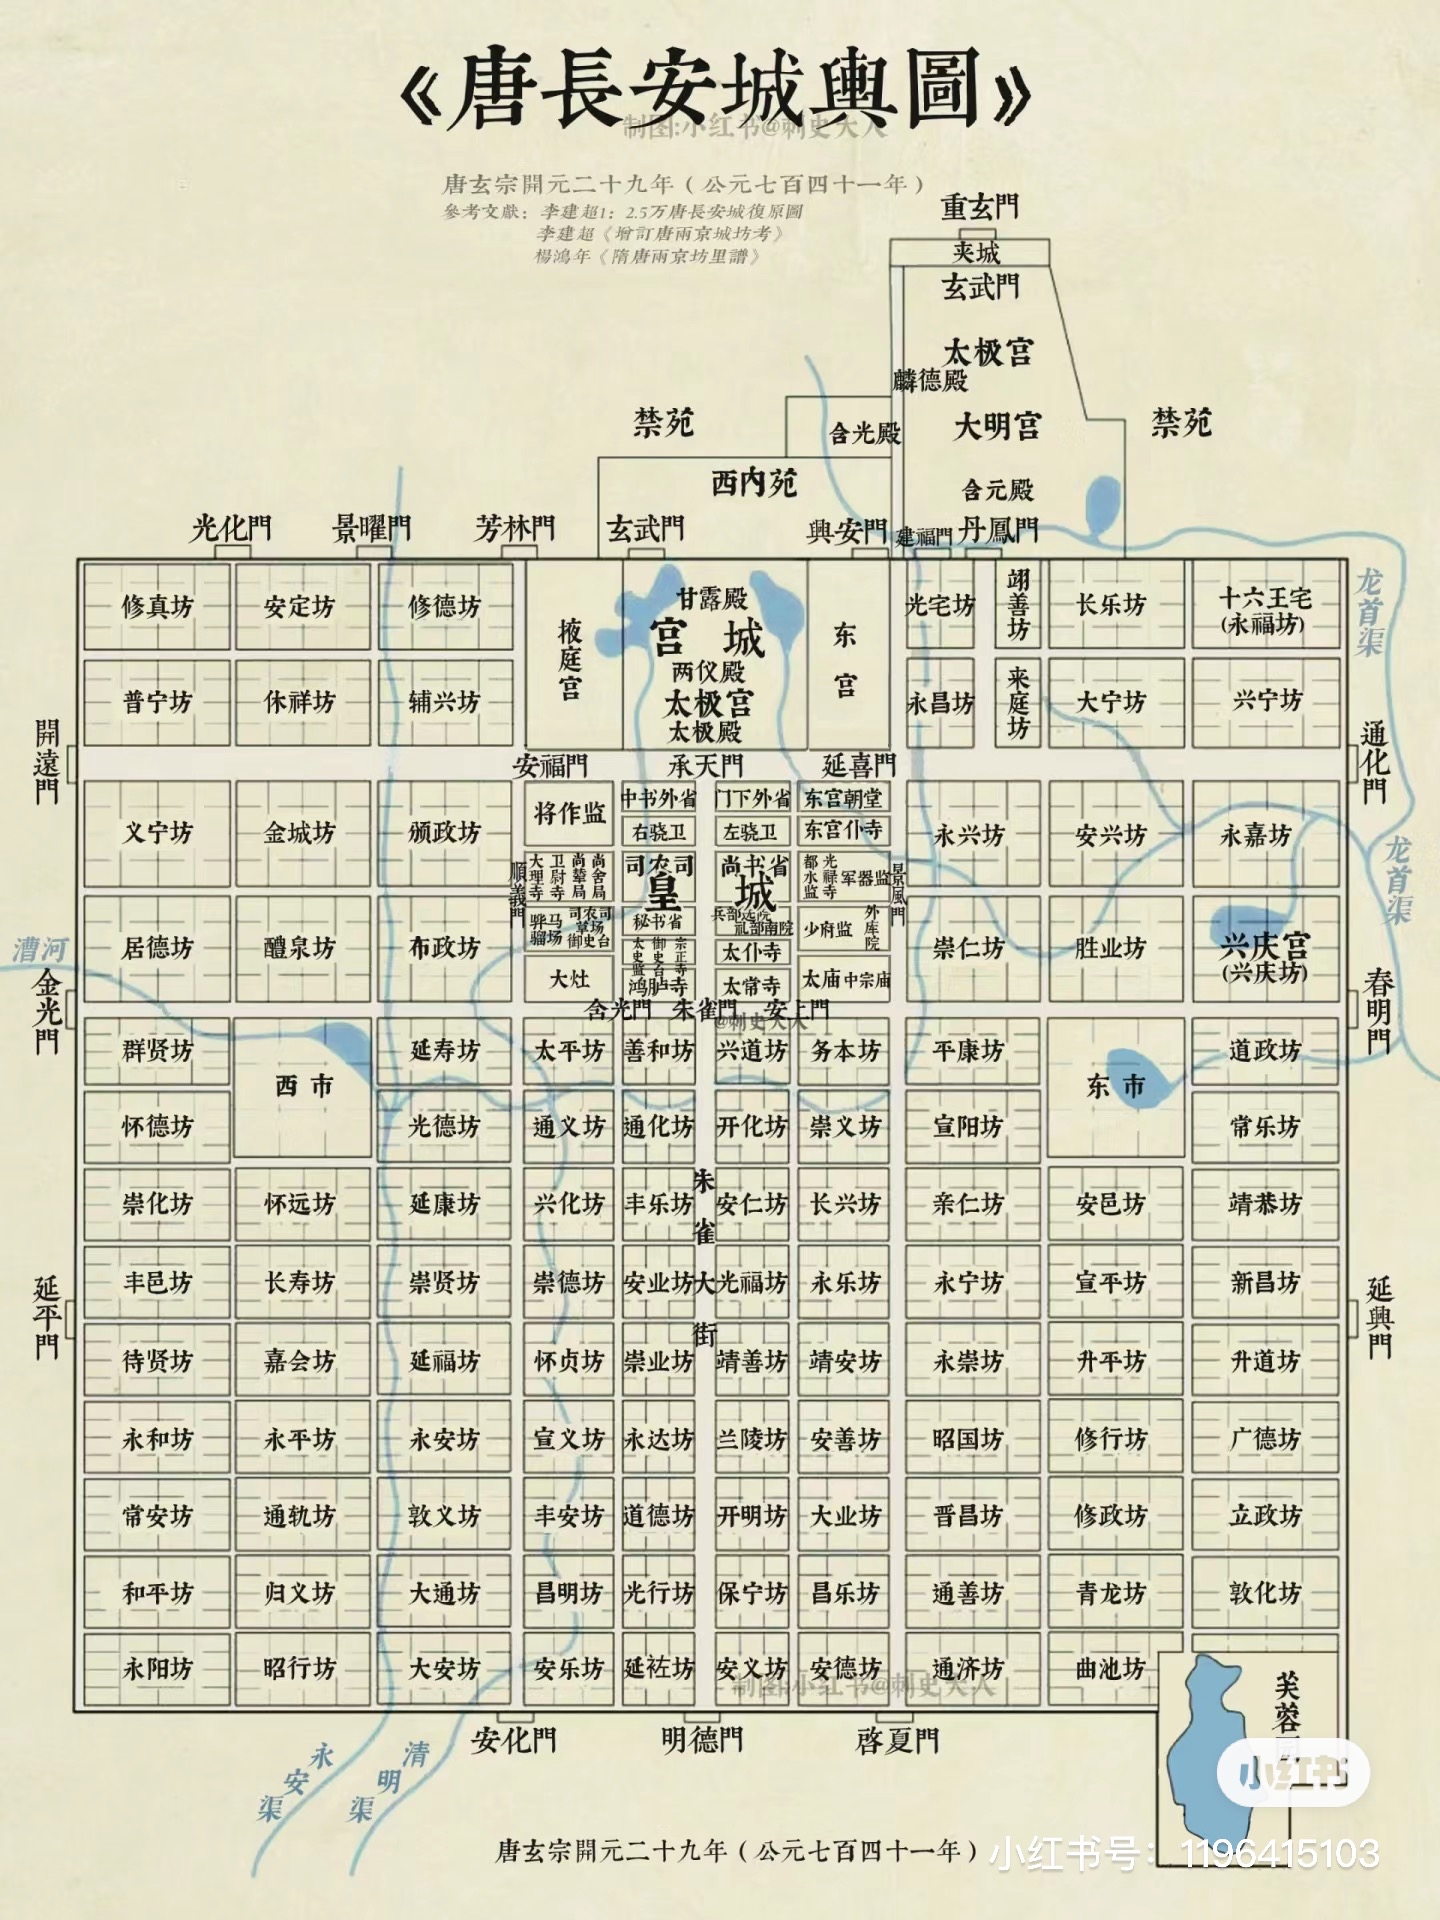 《唐長安城輿圖》
制图:小红书@刺史大人
唐玄宗開元二十九年（公元七百四十一年）
參考文獻：李建超1：2.5万唐長安城復原圖
李建超《增訂唐兩京城坊考》
楊鴻年《隋唐兩京坊里譜》
重玄門
夹城
玄武門
太极宫
麟德殿
禁苑
含光殿
大明宫
禁苑
西内苑
含元殿
光化門
景曜門
芳林門
玄武門
興安門
建福門
丹鳳門
修真坊
安定坊
修德坊
掖庭宫
甘露殿
宫城
两仪殿
太极宫
太极殿
东宫
光宅坊
翊善坊
长乐坊
十六王宅
(永福坊)
龙首渠
普宁坊
休祥坊
辅兴坊
永昌坊
来庭坊
大宁坊
兴宁坊
開遠門
通化門
安福門
承天門
延喜門
义宁坊
金城坊
颁政坊
将作监
中书外省
门下外省
东宫朝堂
右骁卫
左骁卫
东宫仆寺
永兴坊
安兴坊
永嘉坊
龙首渠
順義門
大理寺
卫尉寺
尚辇局
尚舍局
司农司
尚书省
都水监
光禄寺
军器监
景風門
皇城
骅骝马场
司农司草场
御史台
秘书省
兵部选院
礼部南院
少府监
外库院
太史监
御史台
宗正寺
太仆寺
大灶
鸿胪寺
太常寺
太庙
中宗庙
居德坊
醴泉坊
布政坊
崇仁坊
胜业坊
兴庆宫
(兴庆坊)
漕河
金光門
春明門
含光門
朱雀門
安上門
@刺史大人
群贤坊
西市
延寿坊
太平坊
善和坊
兴道坊
务本坊
平康坊
东市
道政坊
怀德坊
光德坊
通义坊
通化坊
开化坊
崇义坊
宣阳坊
常乐坊
朱雀大街
崇化坊
怀远坊
延康坊
兴化坊
丰乐坊
安仁坊
长兴坊
亲仁坊
安邑坊
靖恭坊
延平門
丰邑坊
长寿坊
崇贤坊
崇德坊
安业坊
光福坊
永乐坊
永宁坊
宣平坊
新昌坊
延興門
待贤坊
嘉会坊
延福坊
怀贞坊
崇业坊
靖善坊
靖安坊
永崇坊
升平坊
升道坊
永和坊
永平坊
永安坊
宣义坊
永达坊
兰陵坊
安善坊
昭国坊
修行坊
广德坊
常安坊
通轨坊
敦义坊
丰安坊
道德坊
开明坊
大业坊
晋昌坊
修政坊
立政坊
和平坊
归义坊
大通坊
昌明坊
光行坊
保宁坊
昌乐坊
通善坊
青龙坊
敦化坊
永阳坊
昭行坊
大安坊
安乐坊
延祚坊
安义坊
安德坊
通济坊
曲池坊
芙蓉
制图:小红书@刺史大人
安化門
明德門
啓夏門
永安渠
清明渠
小红书
唐玄宗開元二十九年（公元七百四十一年）
小红书号：1196415103